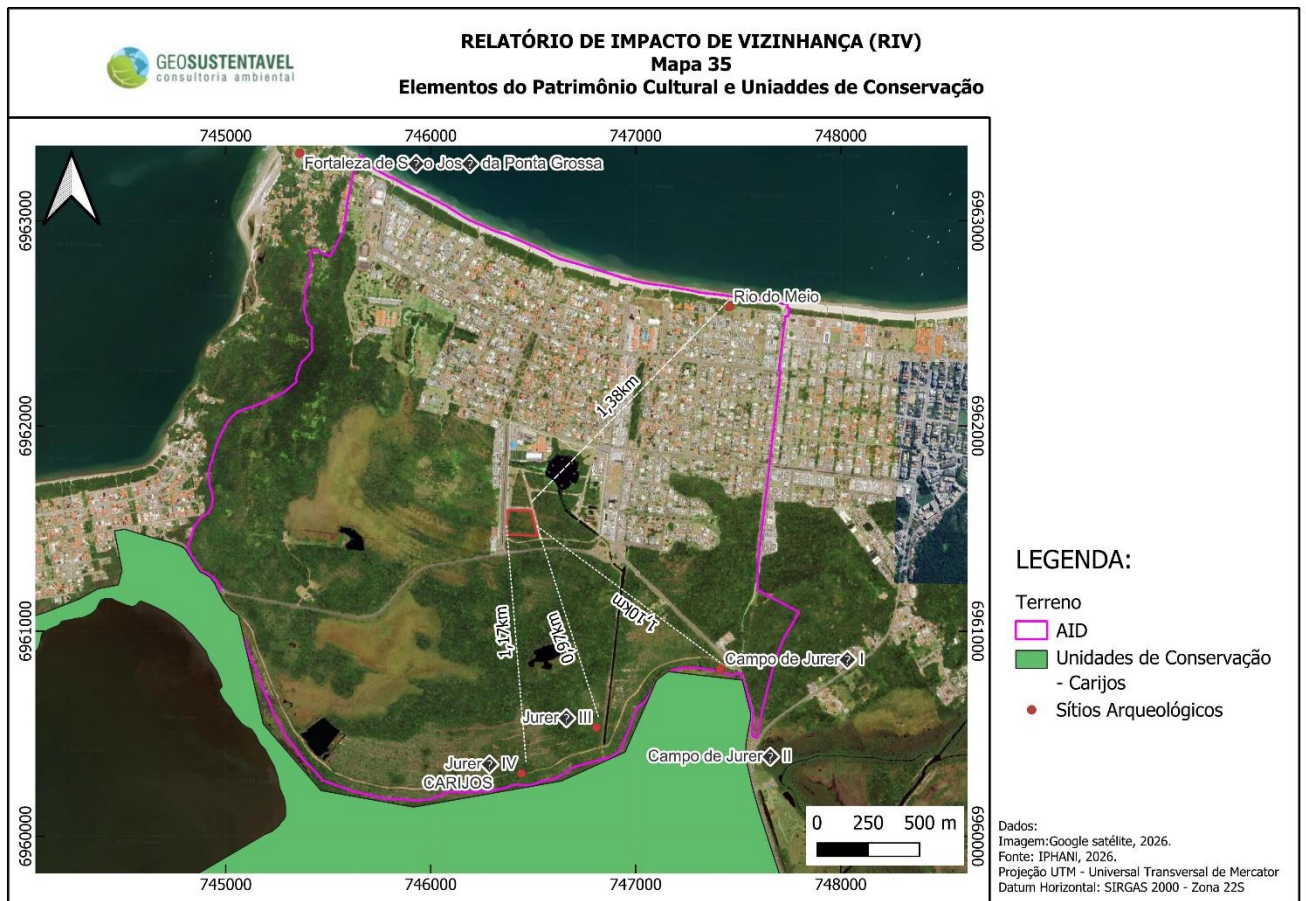 GEOSUSTENTAVEL
consultoria ambiental
RELATÓRIO DE IMPACTO DE VIZINHANÇA (RIV)
Mapa 35
Elementos do Patrimônio Cultural e Uniaddes de Conservação
745000 746000 747000 748000
Fortaleza de S�o Jos� da Ponta Grossa
6963000 6963000
Rio do Meio
1,38km
6962000 6962000
1,17km
0,97km
1,10km
6961000 6961000
Campo de Jurer� I
Jurer� III
Campo de Jurer� II
Jurer� IV
CARIJOS
0 250 500 m
6960000 6960000
745000 746000 747000 748000
LEGENDA:
Terreno
AID
Unidades de Conservação
- Carijos
Sítios Arqueológicos
Dados:
Imagem:Google satélite, 2026.
Fonte: IPHANI, 2026.
Projeção UTM - Universal Transversal de Mercator
Datum Horizontal: SIRGAS 2000 - Zona 22S